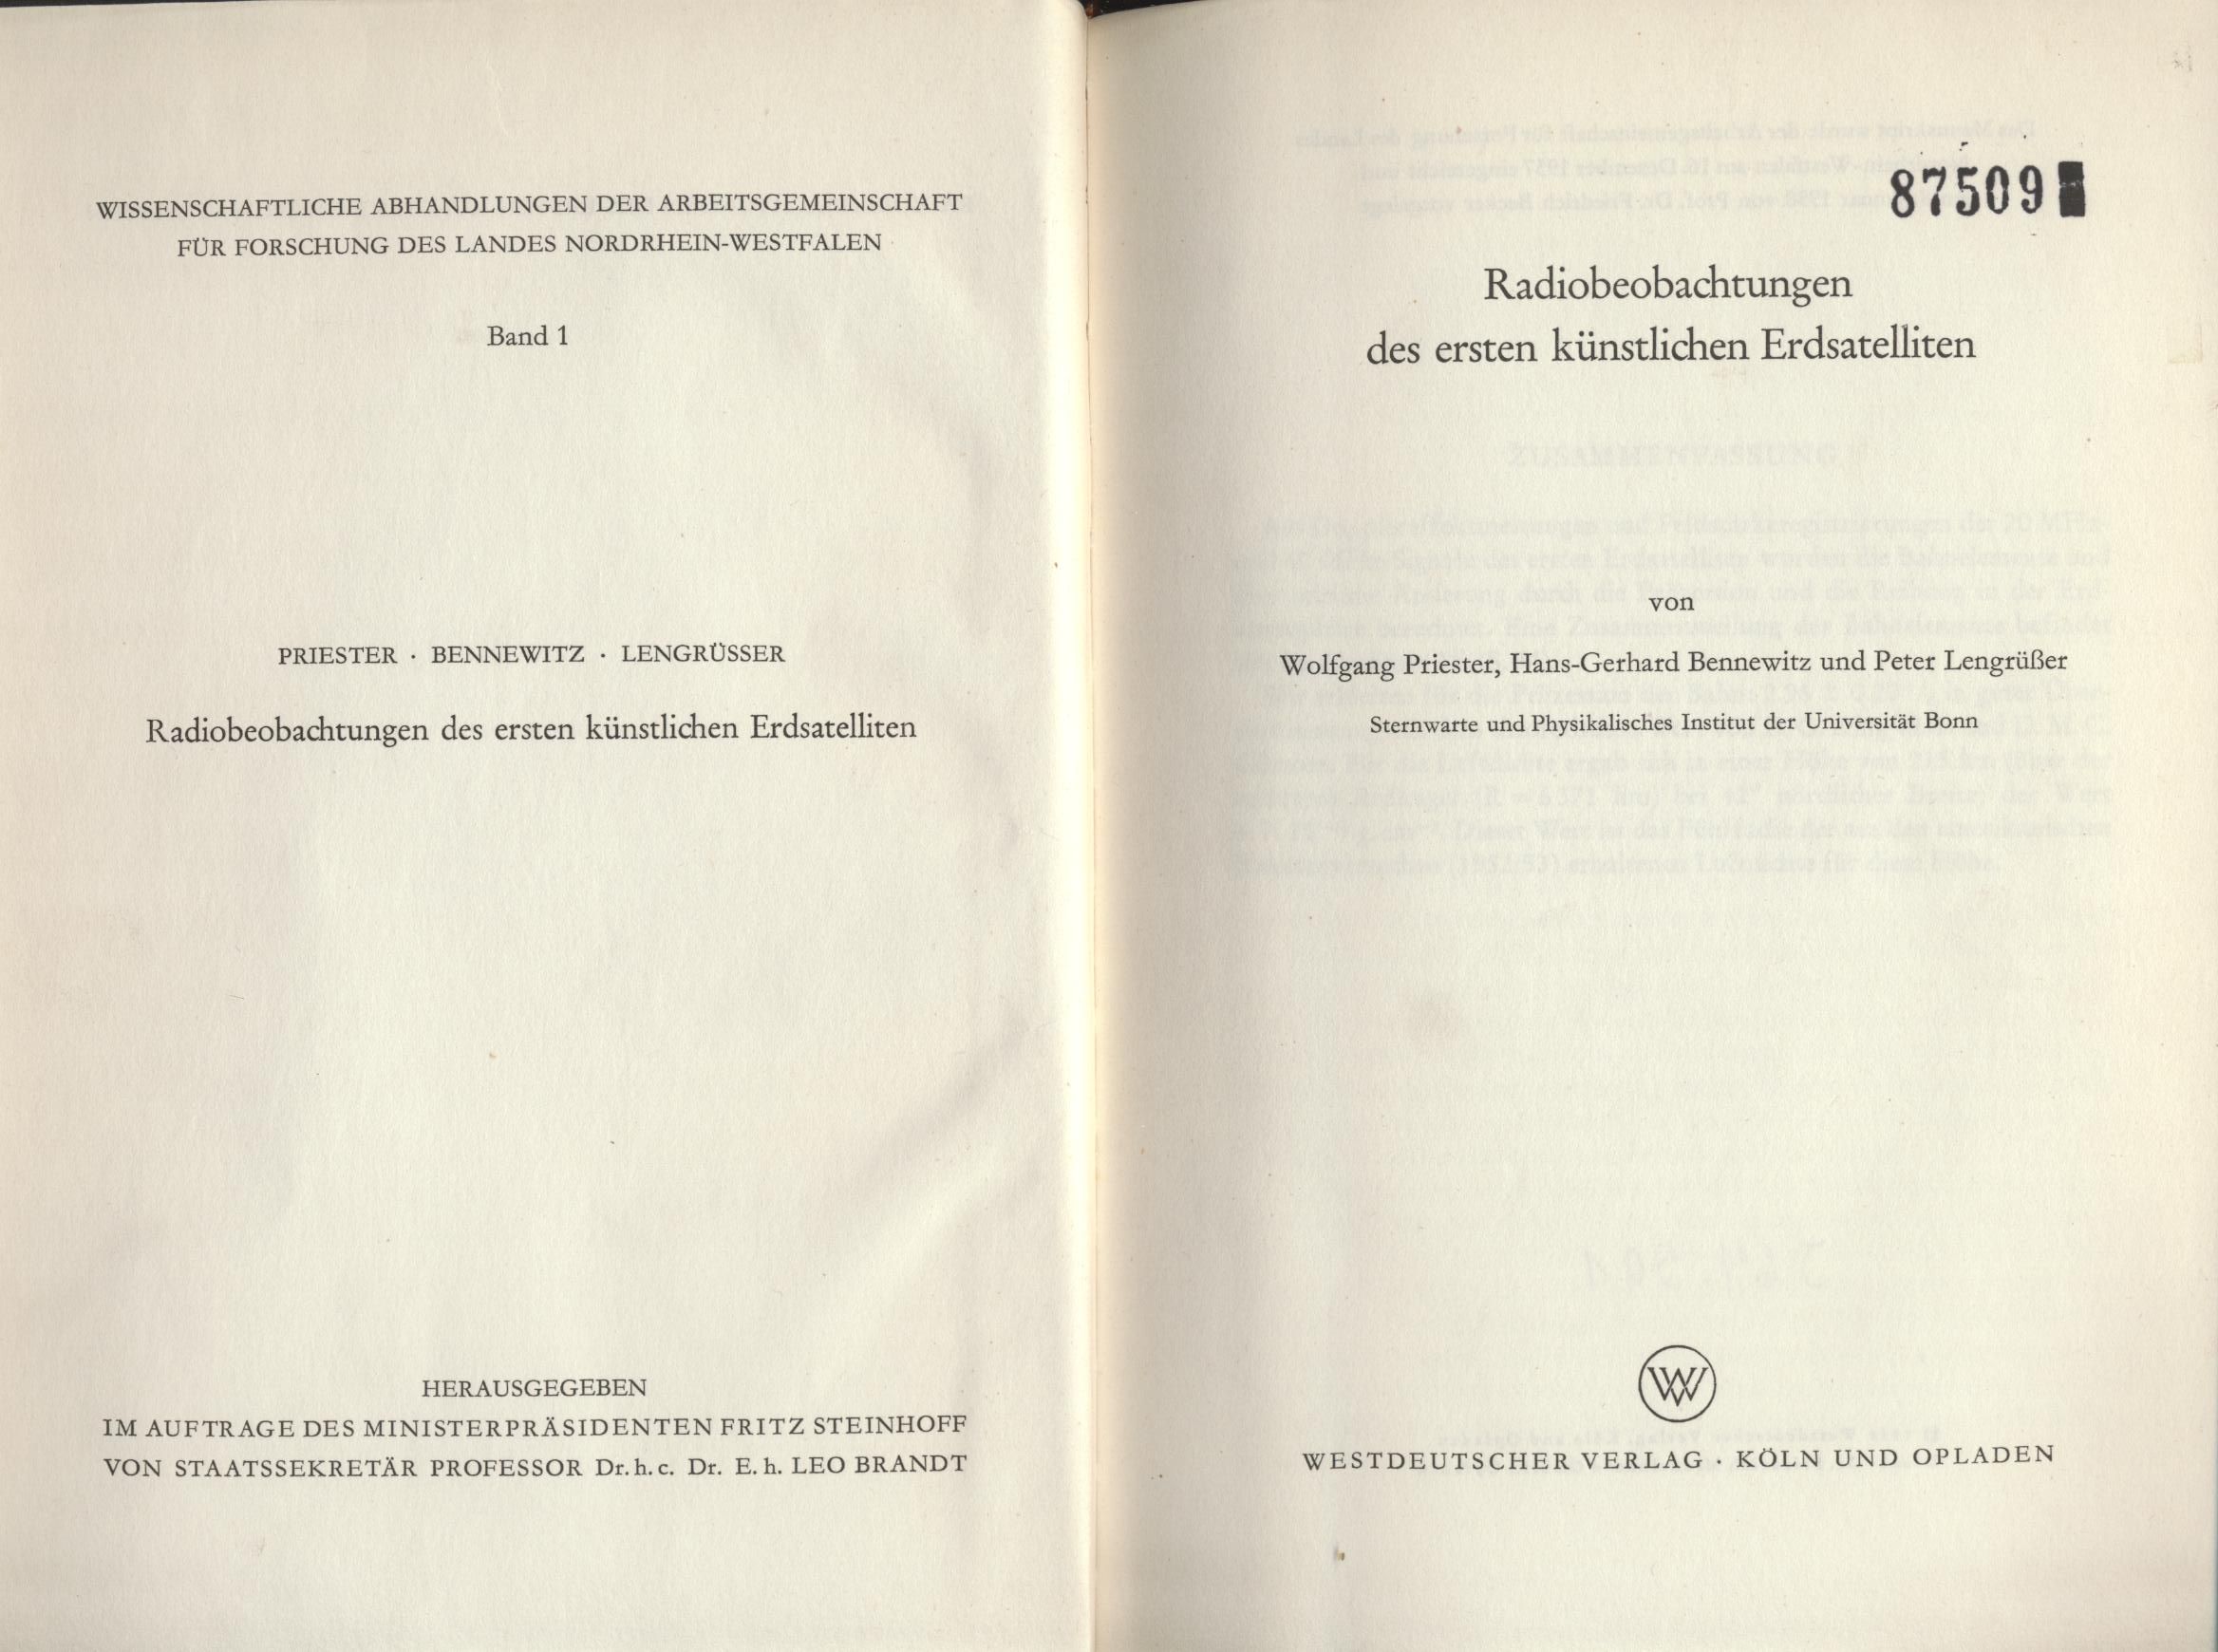 WISSENSCHAFTLICHE ABHANDLUNGEN DER ARBEITSGEMEINSCHAFT
FÜR FORSCHUNG DES LANDES NORDRHEIN-WESTFALEN
Band 1
PRIESTER · BENNEWITZ · LENGRÜSSER
Radiobeobachtungen des ersten künstlichen Erdsatelliten
HERAUSGEGEBEN
IM AUFTRAGE DES MINISTERPRÄSIDENTEN FRITZ STEINHOFF
VON STAATSSEKRETÄR PROFESSOR Dr. h. c. Dr. E. h. LEO BRANDT
87509
Radiobeobachtungen
des ersten künstlichen Erdsatelliten
von
Wolfgang Priester, Hans-Gerhard Bennewitz und Peter Lengrüßer
Sternwarte und Physikalisches Institut der Universität Bonn
WESTDEUTSCHER VERLAG · KÖLN UND OPLADEN